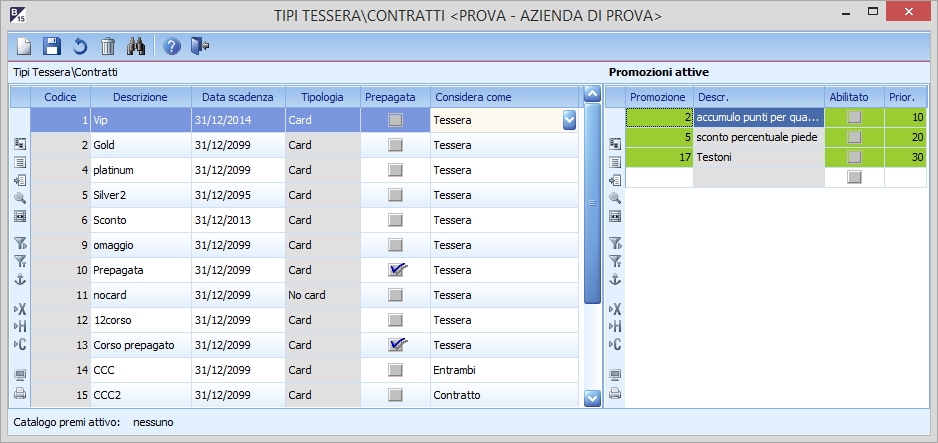 B 15
TIPI TESSERA\CONTRATTI <PROVA - AZIENDA DI PROVA>
Tipi Tessera\Contratti
Codice Descrizione Data scadenza Tipologia Prepagata Considera come
1 Vip 31/12/2014 Card Tessera
2 Gold 31/12/2099 Card Tessera
4 platinum 31/12/2099 Card Tessera
5 Silver2 31/12/2095 Card Tessera
6 Sconto 31/12/2013 Card Tessera
9 omaggio 31/12/2099 Card Tessera
10 Prepagata 31/12/2099 Card Tessera
11 nocard 31/12/2099 No card Tessera
12 12corso 31/12/2099 Card Tessera
13 Corso prepagato 31/12/2099 Card Tessera
14 CCC 31/12/2099 Card Entrambi
15 CCC2 31/12/2099 Card Contratto
X
H
C
Promozioni attive
Promozione Descr. Abilitato Prior.
2 accumulo punti per qua... 10
5 sconto percentuale piede 20
17 Testoni 30
X
H
C
Catalogo premi attivo: nessuno